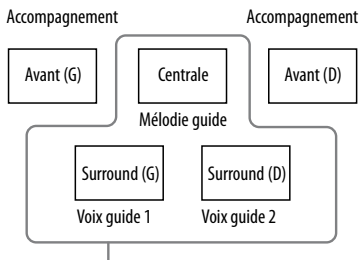 Accompagnement Accompagnement
Avant (G) Centrale Avant (D)
Mélodie guide
Surround (G) Surround (D)
Voix guide 1 Voix guide 2